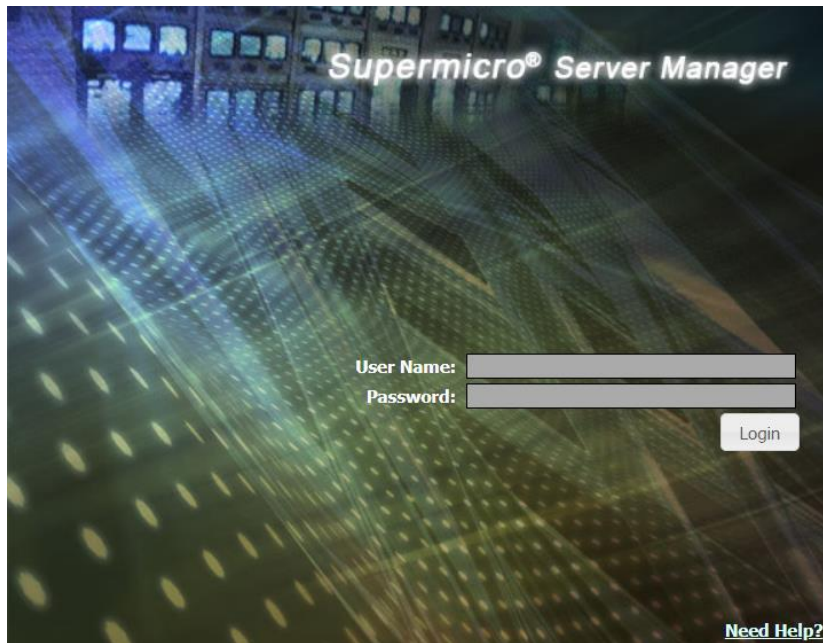 Supermicro® Server Manager
User Name:
Password:
Login
Need Help?